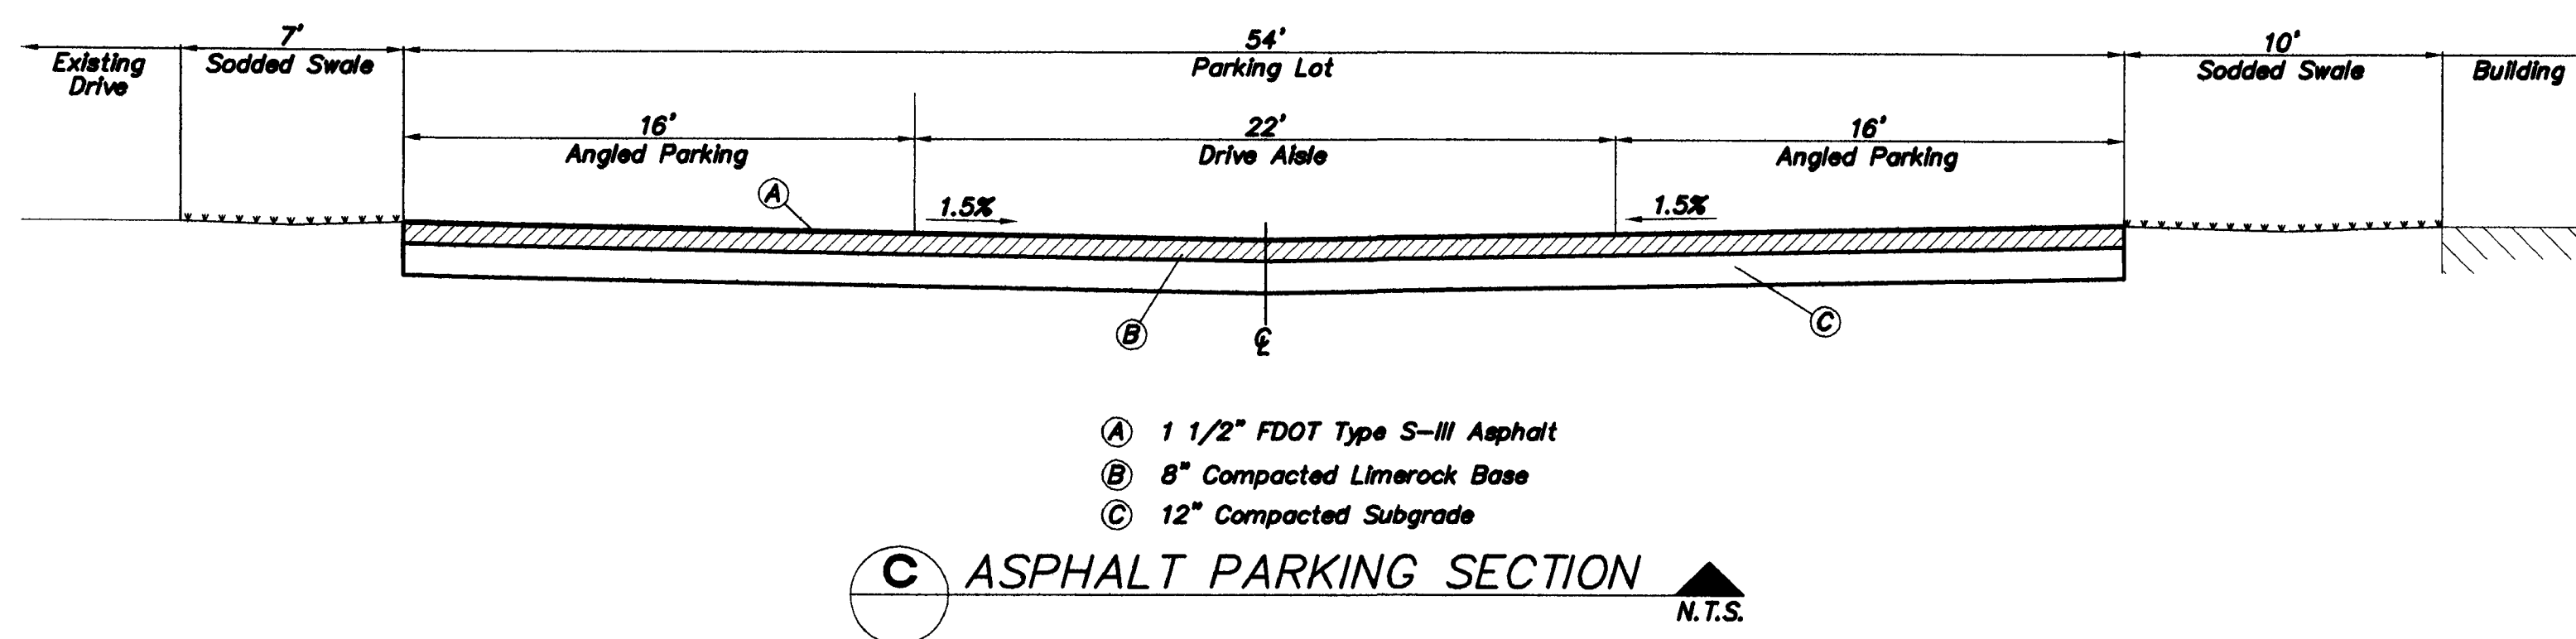 7'
54'
10'
Existing
Drive
Sodded Swale
Parking Lot
Sodded Swale
Building
16'
22'
16'
Angled Parking
Drive Aisle
Angled Parking
A
1.5%
1.5%
B
℄
C
A 1 1/2" FDOT Type S-III Asphalt
B 8" Compacted Limerock Base
C 12" Compacted Subgrade
C ASPHALT PARKING SECTION
N.T.S.